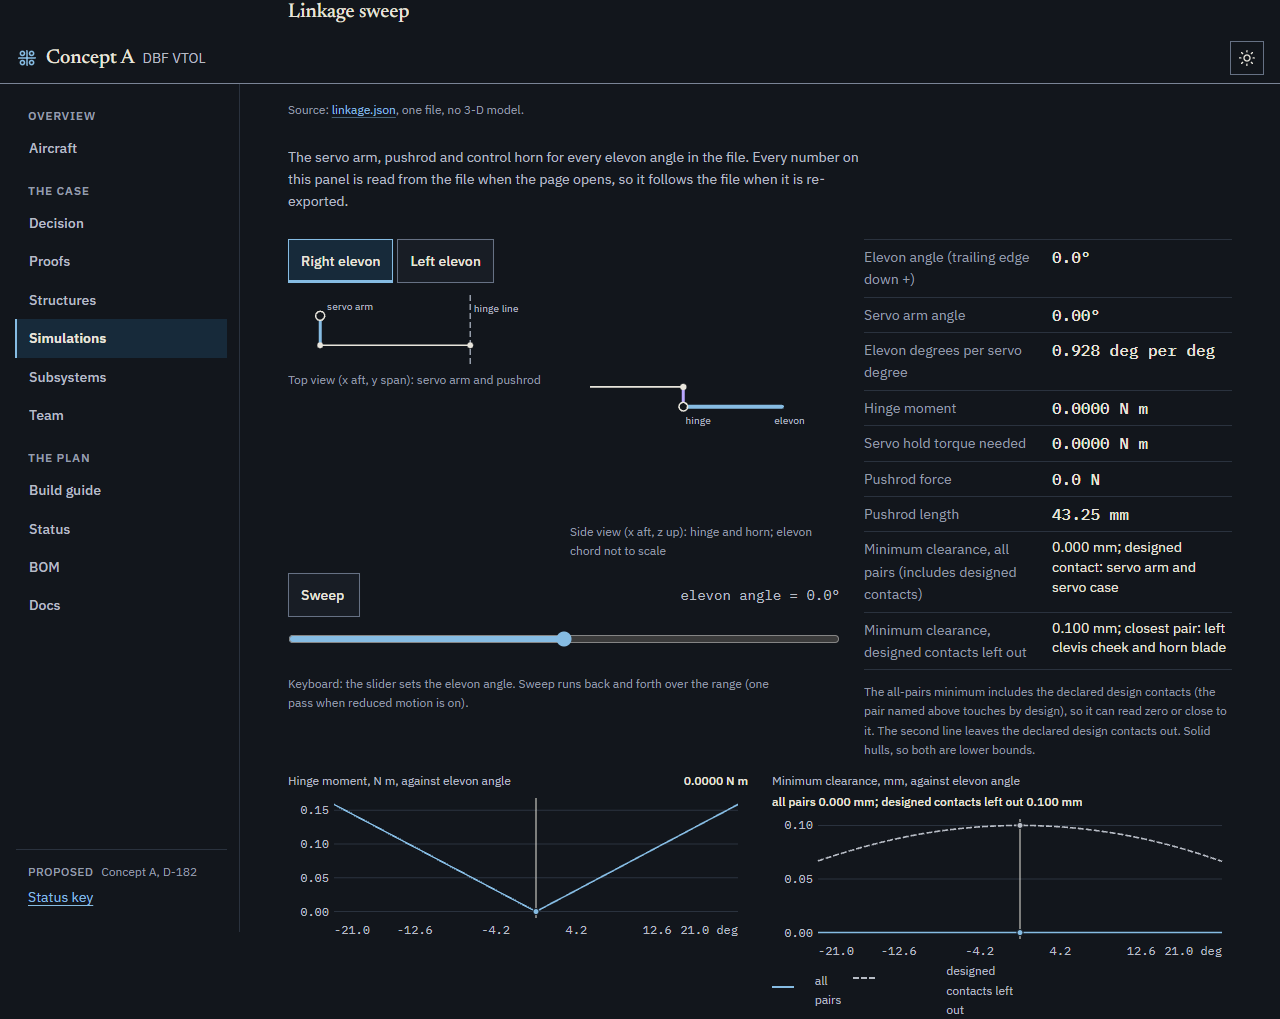 Linkage sweep
Concept A DBF VTOL
OVERVIEW
Aircraft
THE CASE
Decision
Proofs
Structures
Simulations
Subsystems
Team
THE PLAN
Build guide
Status
BOM
Docs
PROPOSED Concept A, D-182
Status key
Source: linkage.json, one file, no 3-D model.
The servo arm, pushrod and control horn for every elevon angle in the file. Every number on
this panel is read from the file when the page opens, so it follows the file when it is re-
exported.
Right elevon
Left elevon
servo arm
hinge line
Top view (x aft, y span): servo arm and pushrod
hinge
elevon
Side view (x aft, z up): hinge and horn; elevon
chord not to scale
Sweep
elevon angle = 0.0°
Keyboard: the slider sets the elevon angle. Sweep runs back and forth over the range (one
pass when reduced motion is on).
Elevon angle (trailing edge
down +)
0.0°
Servo arm angle
0.00°
Elevon degrees per servo
degree
0.928 deg per deg
Hinge moment
0.0000 N m
Servo hold torque needed
0.0000 N m
Pushrod force
0.0 N
Pushrod length
43.25 mm
Minimum clearance, all
pairs (includes designed
contacts)
0.000 mm; designed
contact: servo arm and
servo case
Minimum clearance,
designed contacts left out
0.100 mm; closest pair: left
clevis cheek and horn blade
The all-pairs minimum includes the declared design contacts (the
pair named above touches by design), so it can read zero or close to
it. The second line leaves the declared design contacts out. Solid
hulls, so both are lower bounds.
Hinge moment, N m, against elevon angle
0.0000 N m
0.15
0.10
0.05
0.00
-21.0 -12.6 -4.2 4.2 12.6 21.0 deg
Minimum clearance, mm, against elevon angle
all pairs 0.000 mm; designed contacts left out 0.100 mm
0.10
0.05
0.00
-21.0 -12.6 -4.2 4.2 12.6 21.0 deg
all
pairs
designed
contacts left
out